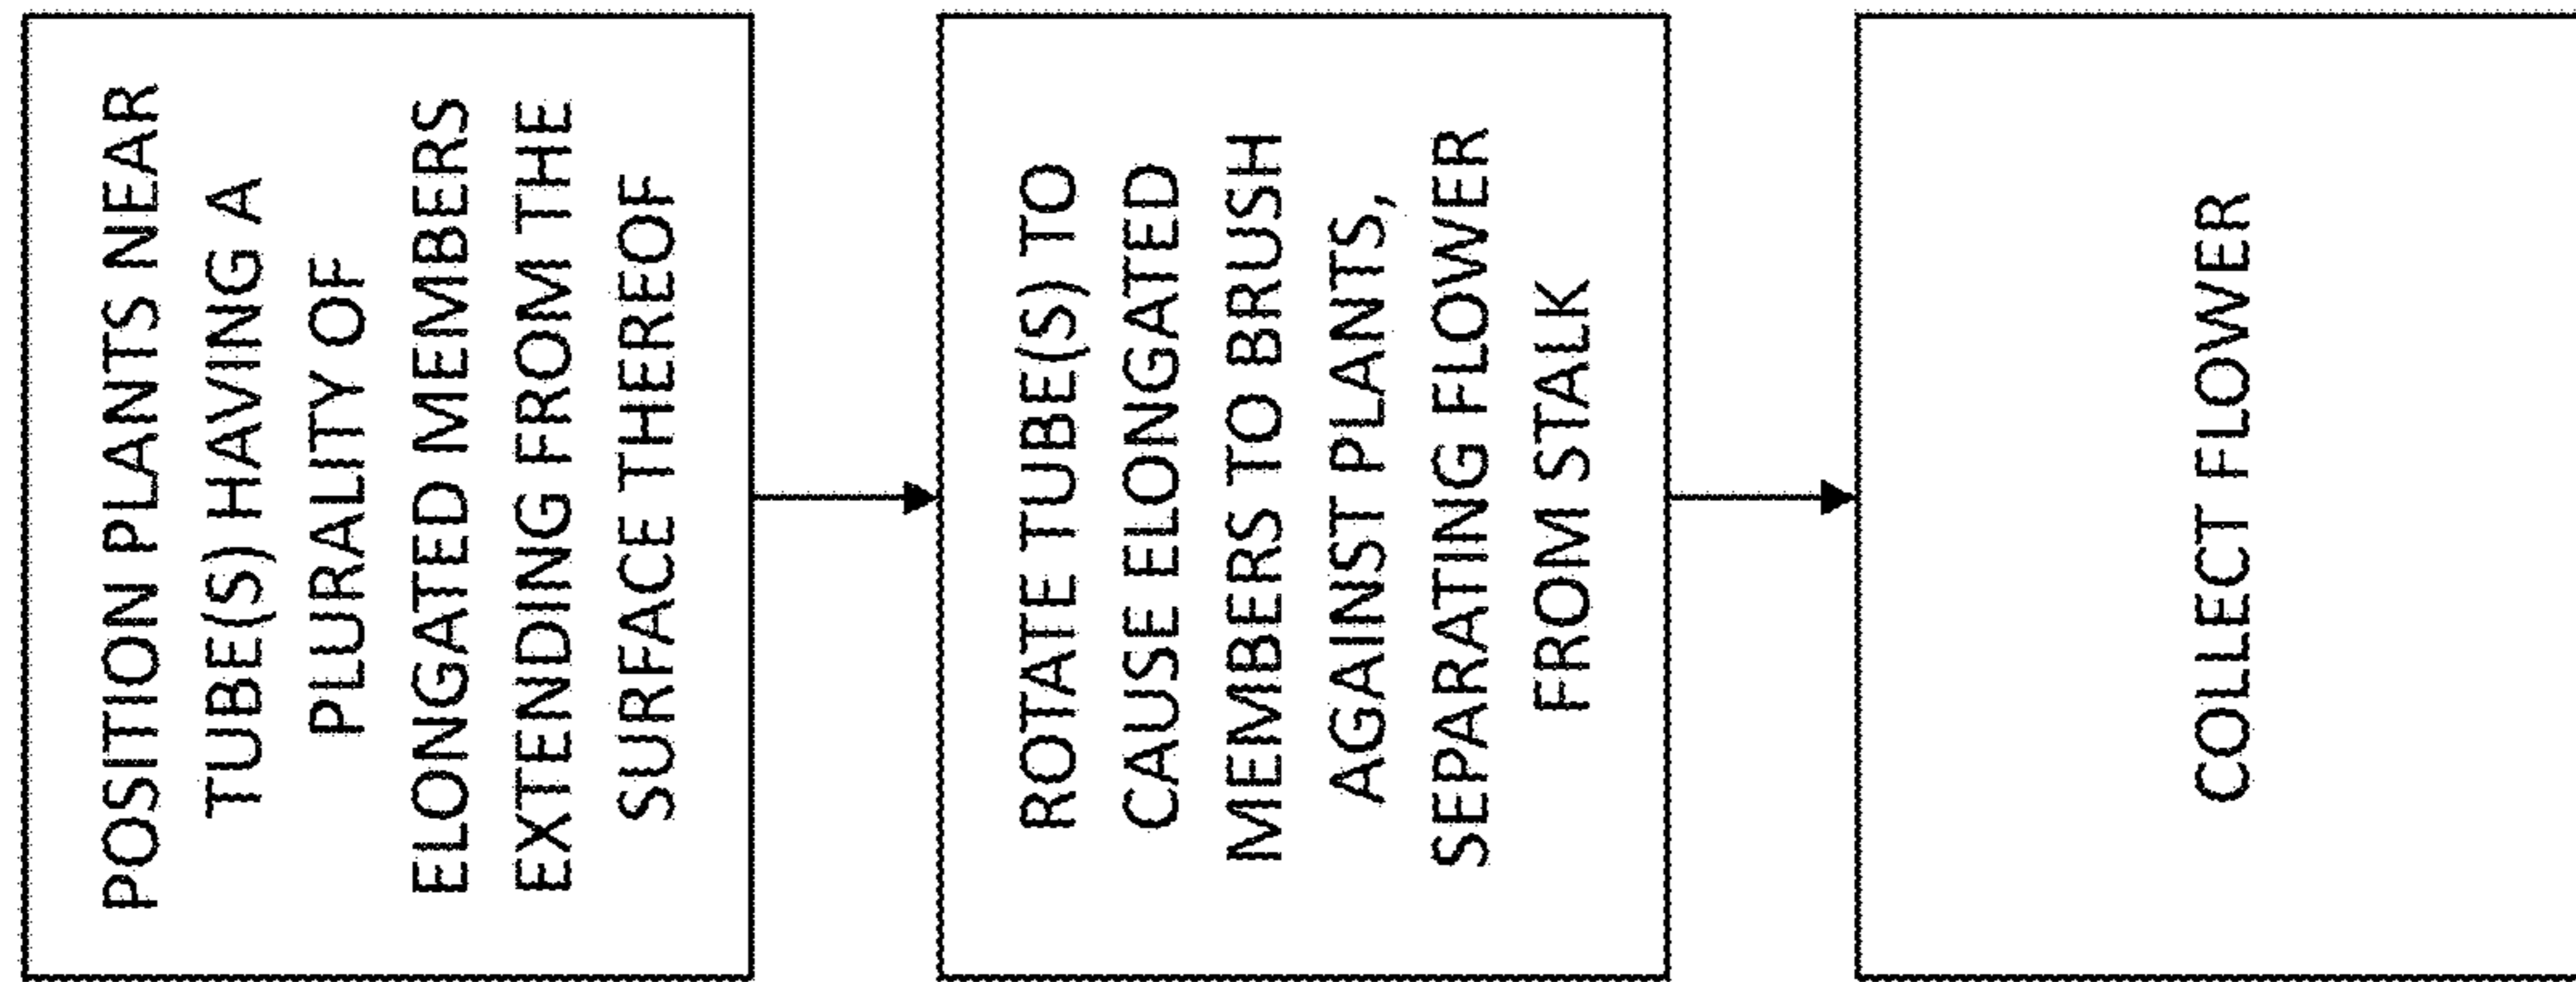 POSITION PLANTS NEAR
TUBE(S) HAVING A
PLURALITY OF
ELONGATED MEMBERS
EXTENDING FROM THE
SURFACE THEREOF
ROTATE TUBE(S) TO
CAUSE ELONGATED
MEMBERS TO BRUSH
AGAINST PLANTS,
SEPARATING FLOWER
FROM STALK
COLLECT FLOWER